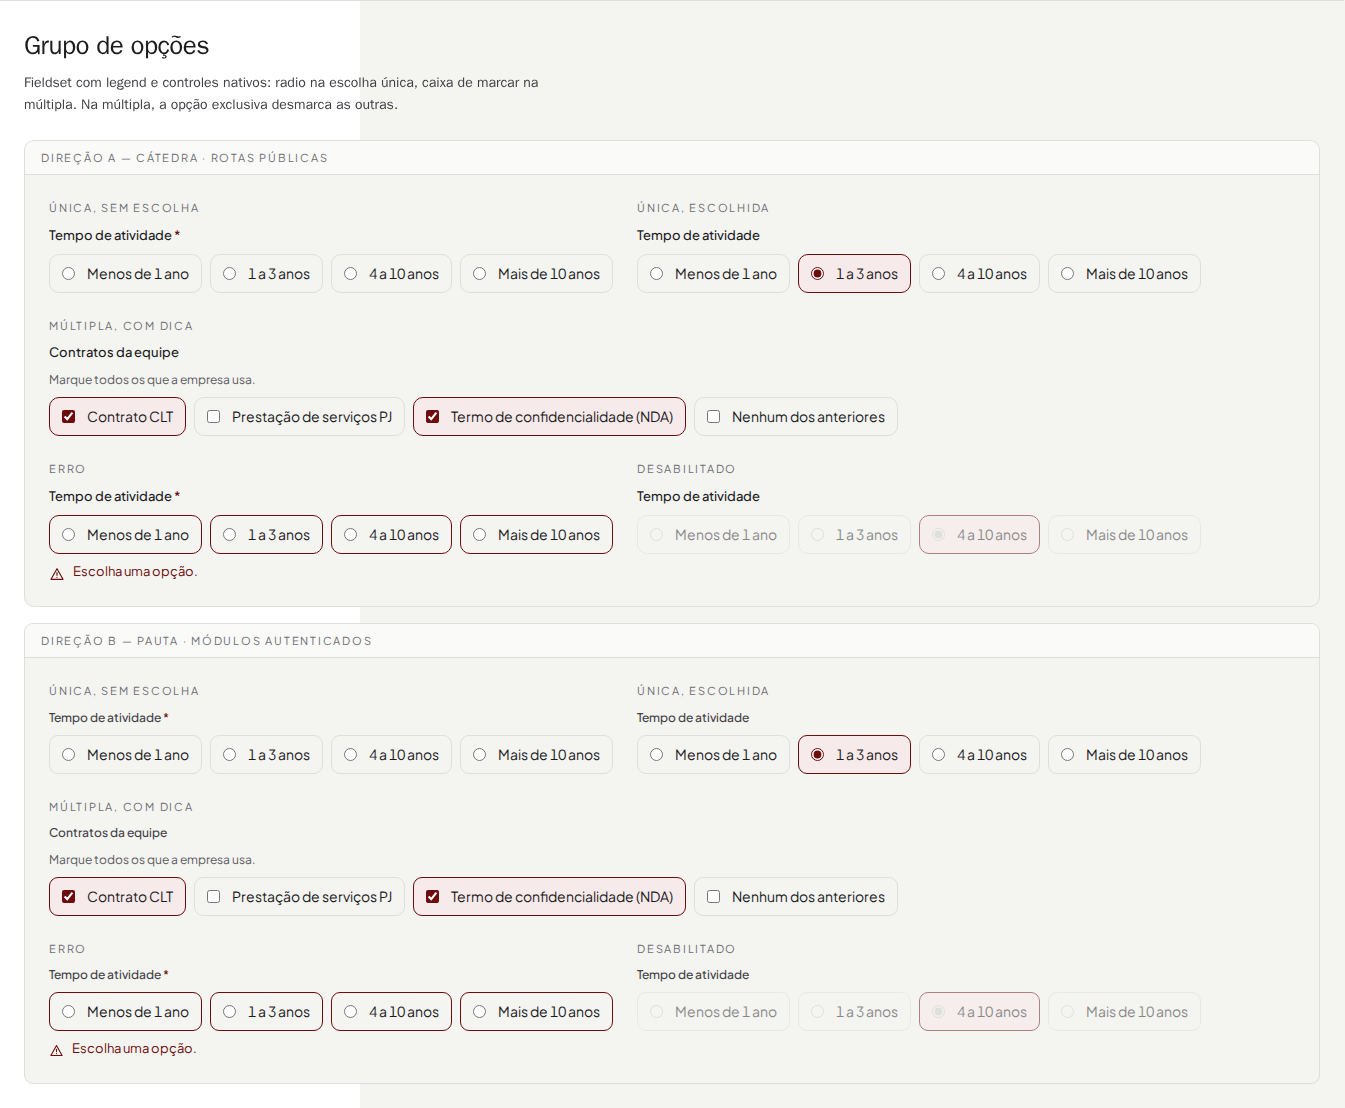 Grupo de opções
Fieldset com legend e controles nativos: radio na escolha única, caixa de marcar na
múltipla. Na múltipla, a opção exclusiva desmarca as outras.
DIREÇÃO A — CÁTEDRA · ROTAS PÚBLICAS
ÚNICA, SEM ESCOLHA
Tempo de atividade *
Menos de 1 ano
1 a 3 anos
4 a 10 anos
Mais de 10 anos
ÚNICA, ESCOLHIDA
Tempo de atividade
Menos de 1 ano
1 a 3 anos
4 a 10 anos
Mais de 10 anos
MÚLTIPLA, COM DICA
Contratos da equipe
Marque todos os que a empresa usa.
Contrato CLT
Prestação de serviços PJ
Termo de confidencialidade (NDA)
Nenhum dos anteriores
ERRO
Tempo de atividade *
Menos de 1 ano
1 a 3 anos
4 a 10 anos
Mais de 10 anos
Escolha uma opção.
DESABILITADO
Tempo de atividade
Menos de 1 ano
1 a 3 anos
4 a 10 anos
Mais de 10 anos
DIREÇÃO B — PAUTA · MÓDULOS AUTENTICADOS
ÚNICA, SEM ESCOLHA
Tempo de atividade *
Menos de 1 ano
1 a 3 anos
4 a 10 anos
Mais de 10 anos
ÚNICA, ESCOLHIDA
Tempo de atividade
Menos de 1 ano
1 a 3 anos
4 a 10 anos
Mais de 10 anos
MÚLTIPLA, COM DICA
Contratos da equipe
Marque todos os que a empresa usa.
Contrato CLT
Prestação de serviços PJ
Termo de confidencialidade (NDA)
Nenhum dos anteriores
ERRO
Tempo de atividade *
Menos de 1 ano
1 a 3 anos
4 a 10 anos
Mais de 10 anos
Escolha uma opção.
DESABILITADO
Tempo de atividade
Menos de 1 ano
1 a 3 anos
4 a 10 anos
Mais de 10 anos